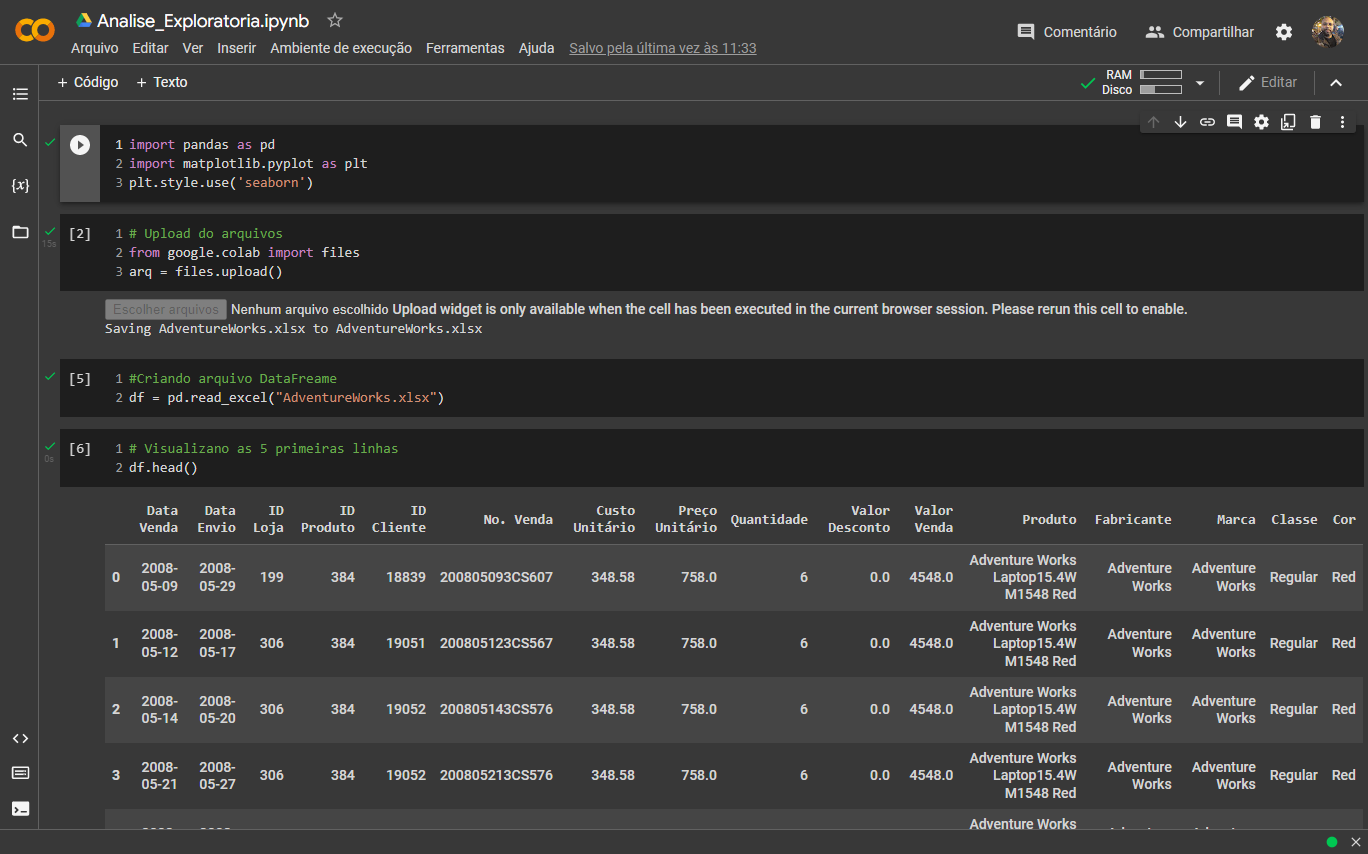 Analise_Exploratoria.ipynb
Arquivo Editar Ver Inserir Ambiente de execução Ferramentas Ajuda Salvo pela última vez às 11:33
Comentário Compartilhar
+ Código + Texto
RAM
Disco
Editar
1 import pandas as pd
2 import matplotlib.pyplot as plt
3 plt.style.use('seaborn')
{x}
[2]
15s
1 # Upload do arquivos
2 from google.colab import files
3 arq = files.upload()
Escolher arquivos Nenhum arquivo escolhido Upload widget is only available when the cell has been executed in the current browser session. Please rerun this cell to enable.
Saving AdventureWorks.xlsx to AdventureWorks.xlsx
[5]
1 #Criando arquivo DataFreame
2 df = pd.read_excel("AdventureWorks.xlsx")
[6]
0s
1 # Visualizano as 5 primeiras linhas
2 df.head()
Data Venda Data Envio ID Loja ID Produto ID Cliente No. Venda Custo Unitário Preço Unitário Quantidade Valor Desconto Valor Venda Produto Fabricante Marca Classe Cor
0 2008-05-09 2008-05-29 199 384 18839 200805093CS607 348.58 758.0 6 0.0 4548.0 Adventure Works Laptop15.4W M1548 Red Adventure Works Adventure Works Regular Red
1 2008-05-12 2008-05-17 306 384 19051 200805123CS567 348.58 758.0 6 0.0 4548.0 Adventure Works Laptop15.4W M1548 Red Adventure Works Adventure Works Regular Red
2 2008-05-14 2008-05-20 306 384 19052 200805143CS576 348.58 758.0 6 0.0 4548.0 Adventure Works Laptop15.4W M1548 Red Adventure Works Adventure Works Regular Red
3 2008-05-21 2008-05-27 306 384 19052 200805213CS576 348.58 758.0 6 0.0 4548.0 Adventure Works Laptop15.4W M1548 Red Adventure Works Adventure Works Regular Red
Adventure Works